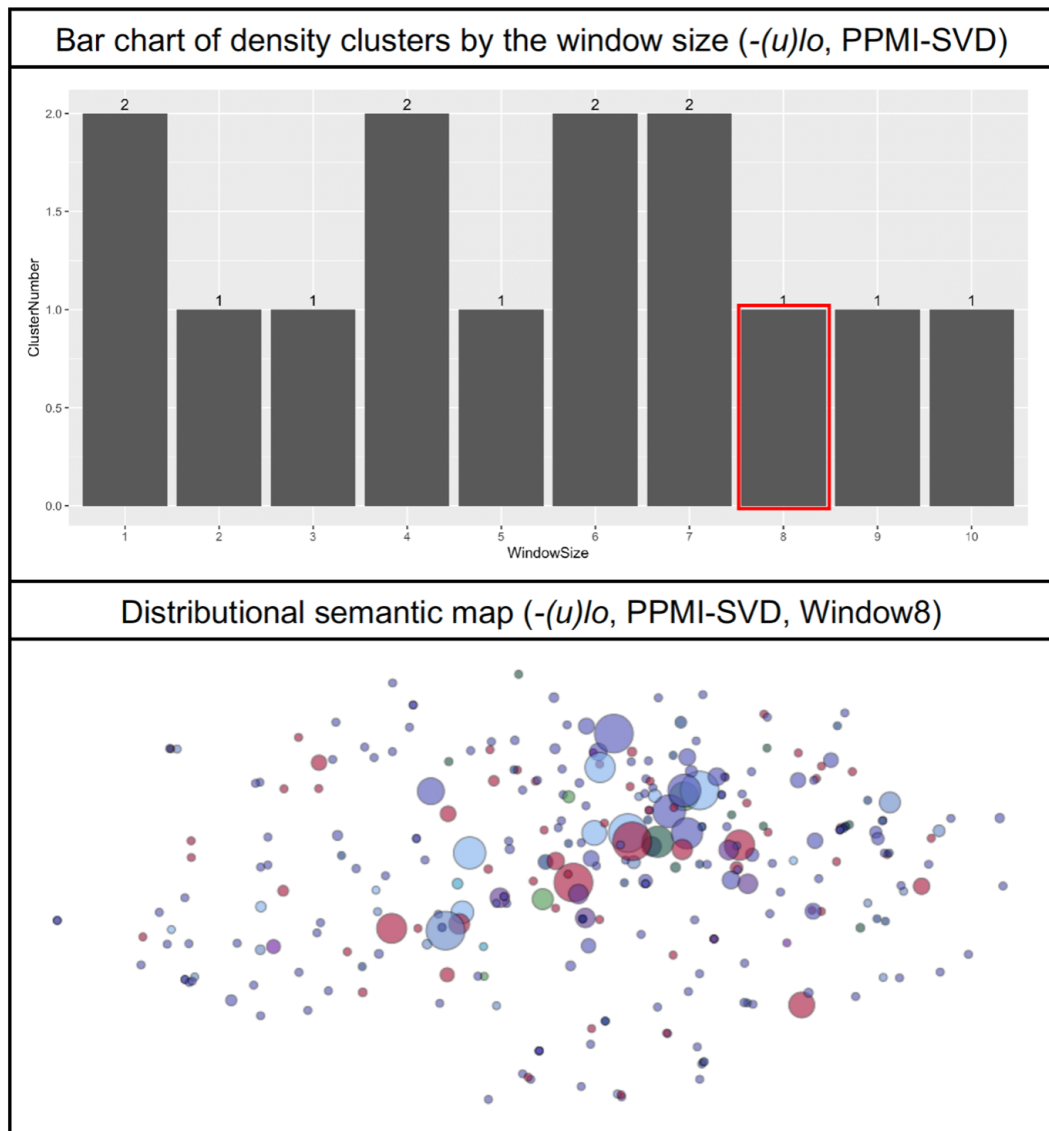 Bar chart of density clusters by the window size (-(u)lo, PPMI-SVD)
2 1 1 2 1 2 2 1 1 1
2.0
1.5
1.0
0.5
0.0
ClusterNumber
1 2 3 4 5 6 7 8 9 10
WindowSize
Distributional semantic map (-(u)lo, PPMI-SVD, Window8)